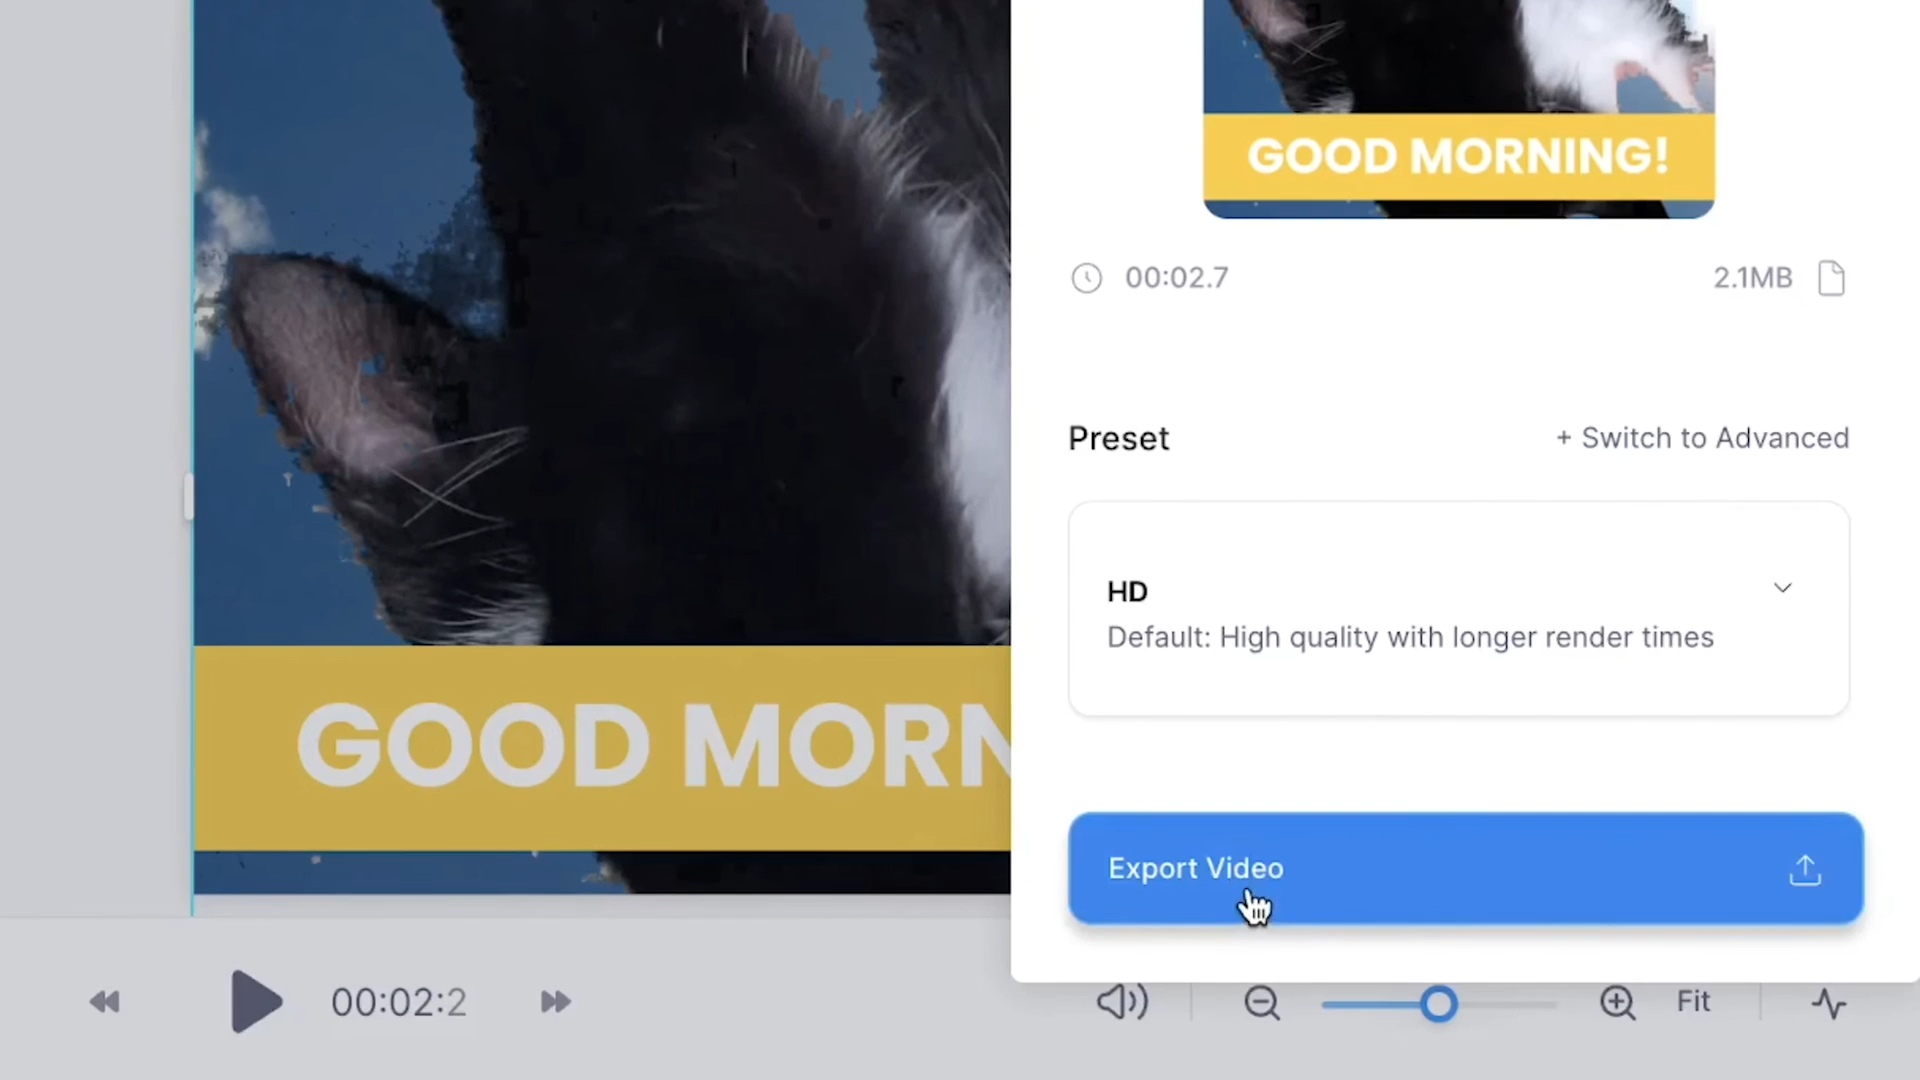 GOOD MORNING!
00:02.7
2.1MB
Preset
+ Switch to Advanced
HD
Default: High quality with longer render times
GOOD MORN
Export Video
00:02:2
Fit